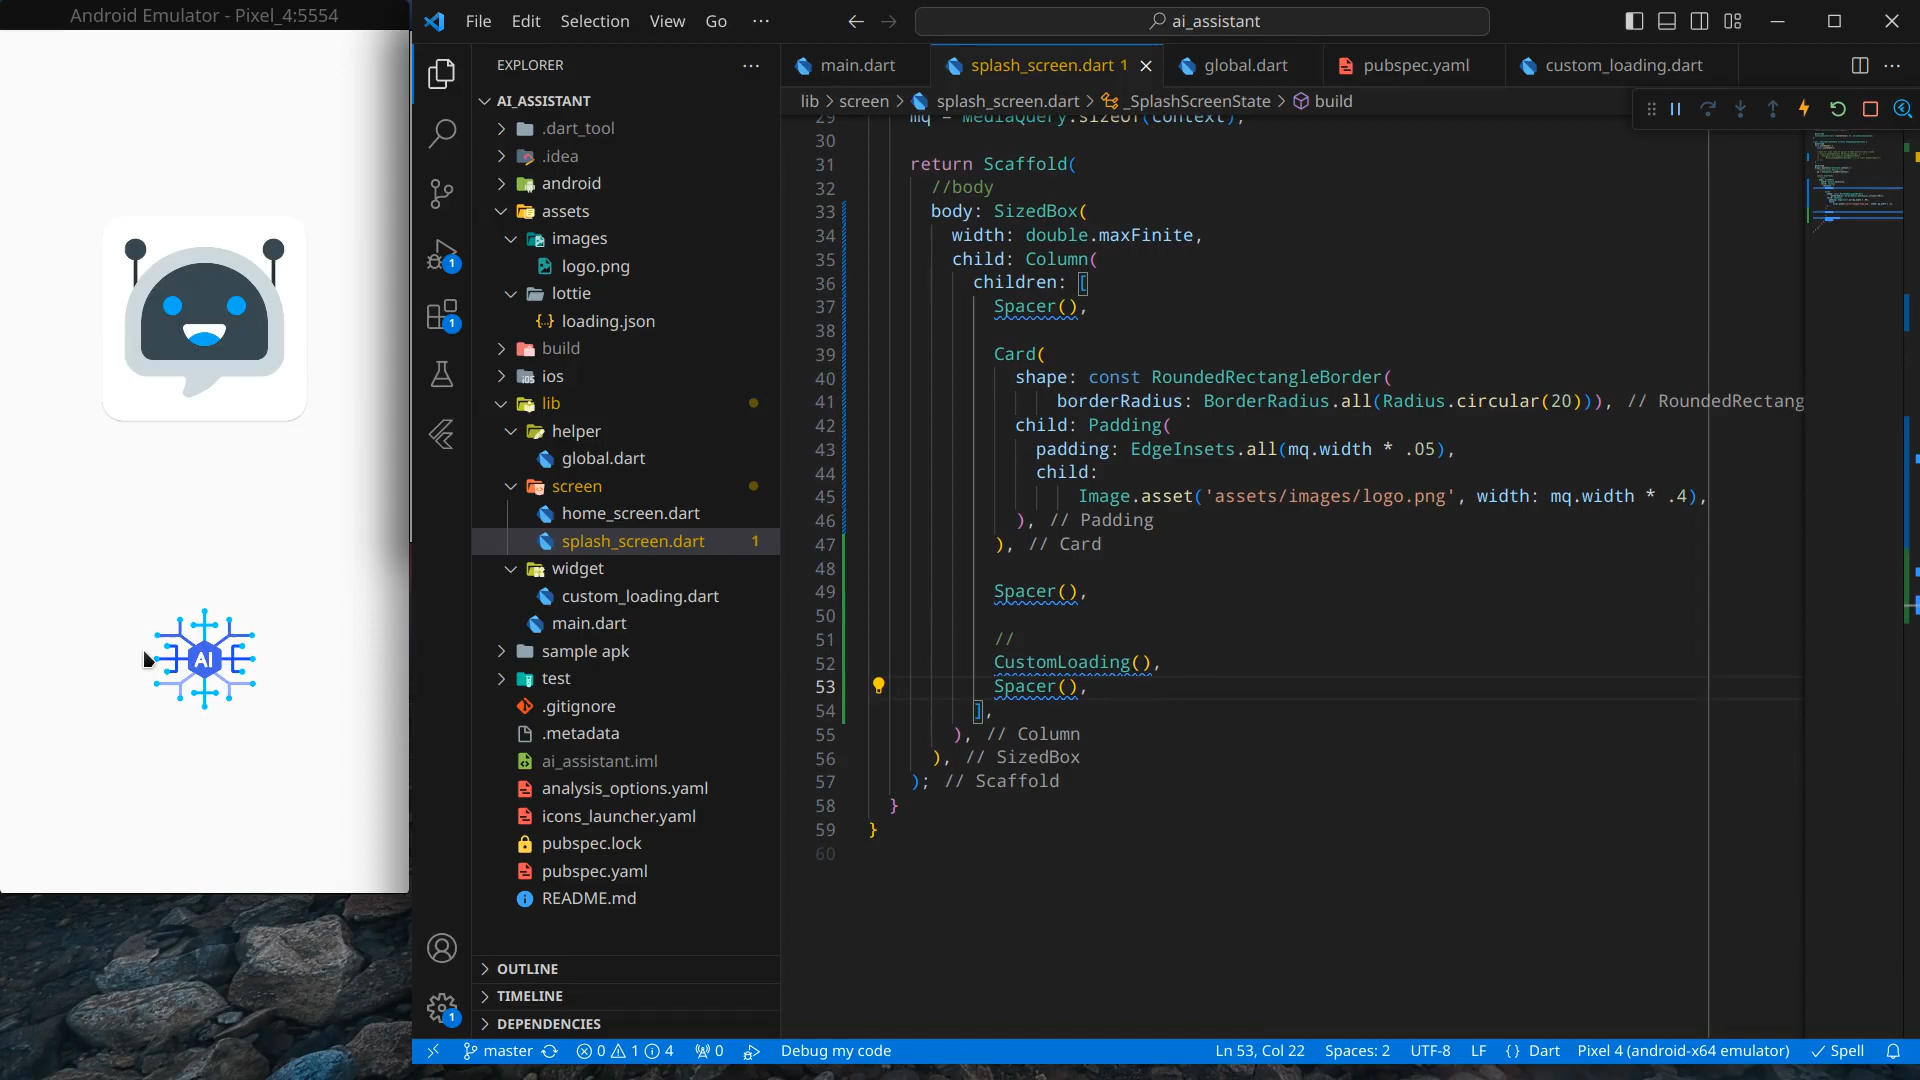 Android Emulator - Pixel_4:5554
AI
File Edit Selection View Go ...
ai_assistant
EXPLORER
AI_ASSISTANT
.dart_tool
.idea
android
assets
images
logo.png
lottie
loading.json
build
ios
lib
helper
global.dart
screen
home_screen.dart
splash_screen.dart 1
widget
custom_loading.dart
main.dart
sample apk
test
.gitignore
.metadata
ai_assistant.iml
analysis_options.yaml
icons_launcher.yaml
pubspec.lock
pubspec.yaml
README.md
OUTLINE
TIMELINE
DEPENDENCIES
1
1
1
main.dart
splash_screen.dart 1
global.dart
pubspec.yaml
custom_loading.dart
lib > screen > splash_screen.dart > _SplashScreenState > build
29 mq = MediaQuery.sizeOf(context);
30
31 return Scaffold(
32 //body
33 body: SizedBox(
34 width: double.maxFinite,
35 child: Column(
36 children: [
37 Spacer(),
38
39 Card(
40 shape: const RoundedRectangleBorder(
41 borderRadius: BorderRadius.all(Radius.circular(20))), // RoundedRectang
42 child: Padding(
43 padding: EdgeInsets.all(mq.width * .05),
44 child:
45 Image.asset('assets/images/logo.png', width: mq.width * .4),
46 ), // Padding
47 ), // Card
48
49 Spacer(),
50
51 //
52 CustomLoading(),
53 Spacer(),
54 ],
55 ), // Column
56 ), // SizedBox
57 ); // Scaffold
58 }
59 }
60
master 0 1 4 0 Debug my code Ln 53, Col 22 Spaces: 2 UTF-8 LF {} Dart Pixel 4 (android-x64 emulator) Spell